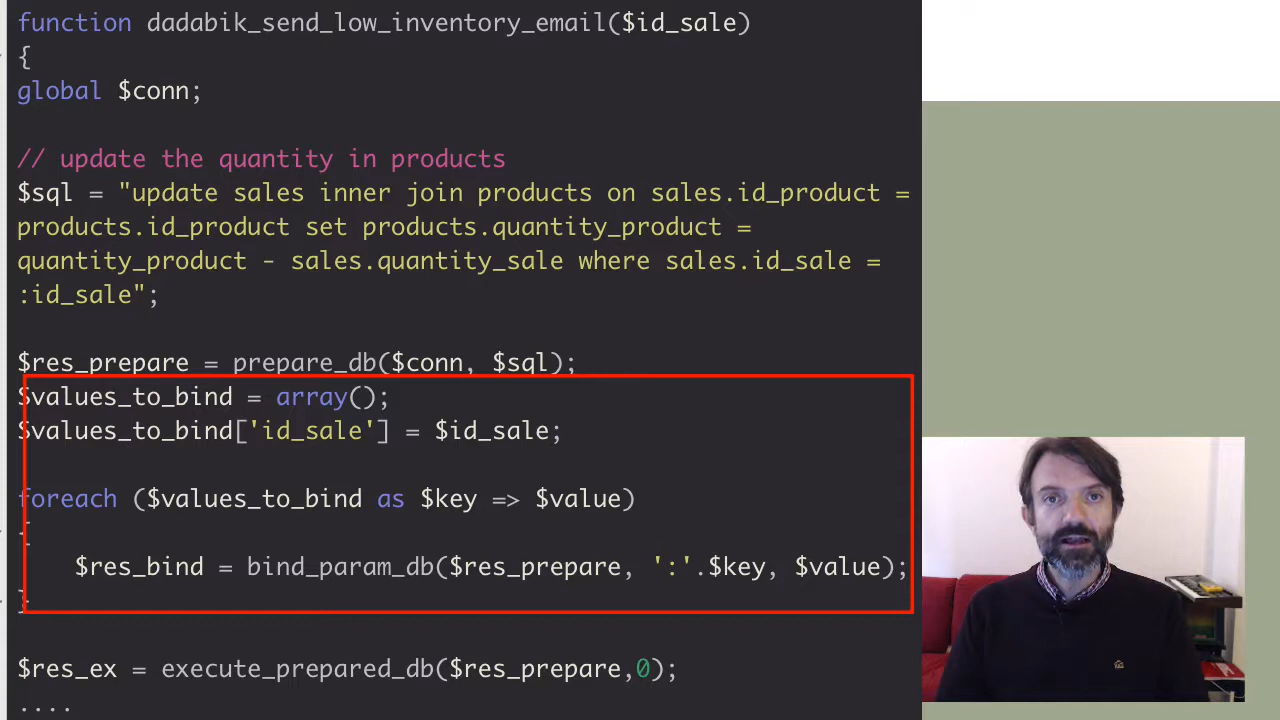 function dadabik_send_low_inventory_email($id_sale)
{
global $conn;
// update the quantity in products
$sql = "update sales inner join products on sales.id_product =
products.id_product set products.quantity_product =
quantity_product - sales.quantity_sale where sales.id_sale =
:id_sale";
$res_prepare = prepare_db($conn, $sql);
$values_to_bind = array();
$values_to_bind['id_sale'] = $id_sale;
foreach ($values_to_bind as $key => $value)
{
$res_bind = bind_param_db($res_prepare, ':'.$key, $value);
}
$res_ex = execute_prepared_db($res_prepare,0);
....